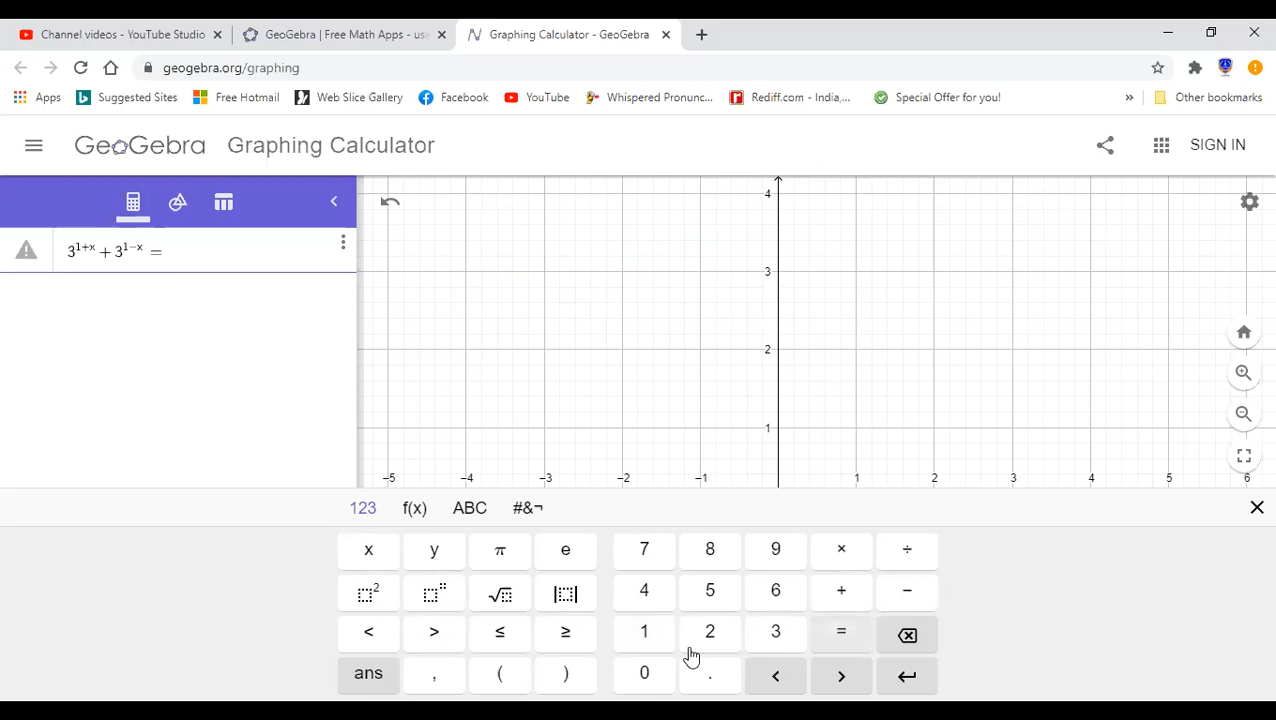 Channel videos - YouTube Studio
GeoGebra | Free Math Apps - use
Graphing Calculator - GeoGebra
geogebra.org/graphing
Apps Suggested Sites Free Hotmail Web Slice Gallery Facebook YouTube Whispered Pronunc... Rediff.com - India,... Special Offer for you! » Other bookmarks
GeoGebra Graphing Calculator SIGN IN
3^{1+x} + 3^{1−x} =
4
3
2
1
−5 −4 −3 −2 −1 0 1 2 3 4 5 6
123 f(x) ABC #&¬
x y π e 7 8 9 × ÷
4 5 6 + −
< > ≤ ≥ 1 2 3 =
ans , ( ) 0 . < >